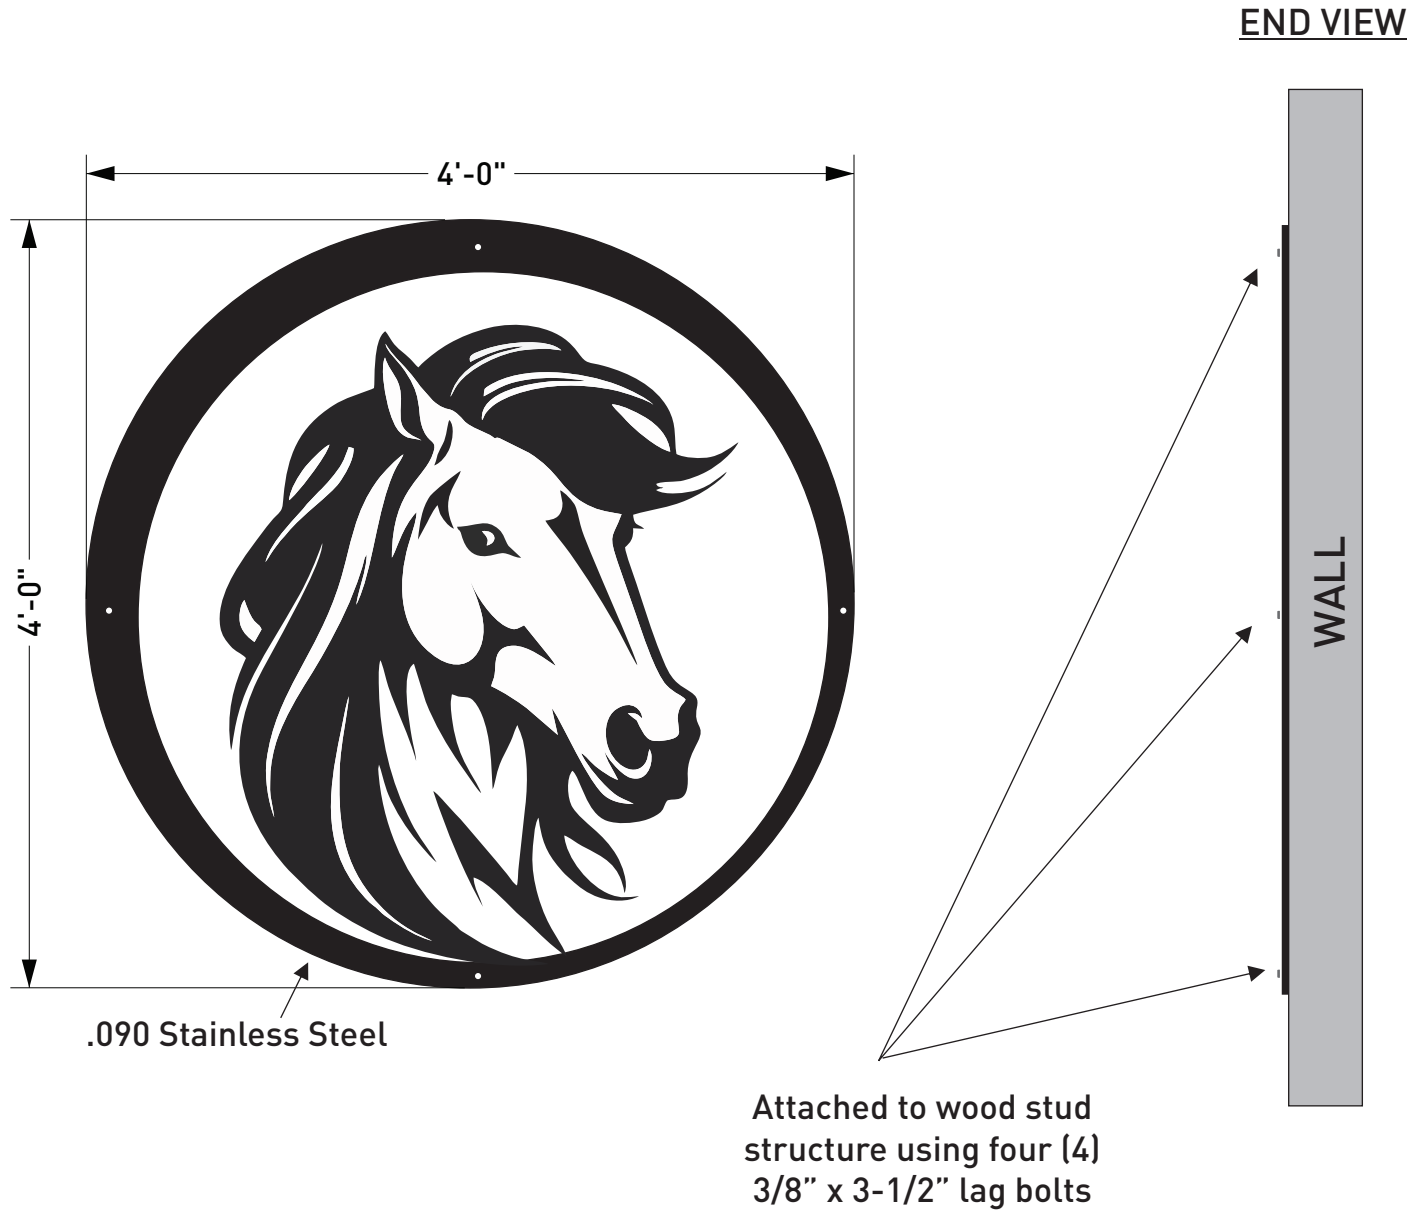 END VIEW
4'-0"
4'-0"
WALL
.090 Stainless Steel
Attached to wood stud
structure using four (4)
3/8” x 3-1/2” lag bolts